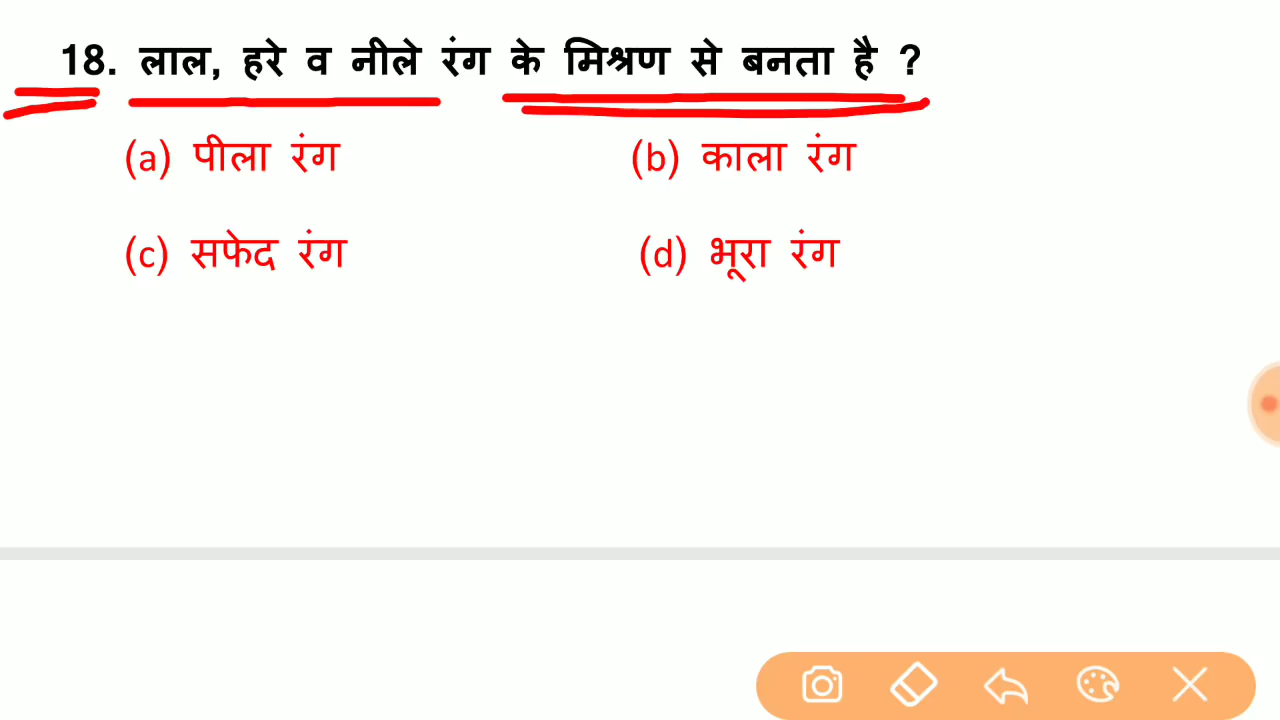 18. लाल, हरे व नीले रंग के मिश्रण से बनता है ?
(a) पीला रंग (b) काला रंग
(c) सफेद रंग (d) भूरा रंग